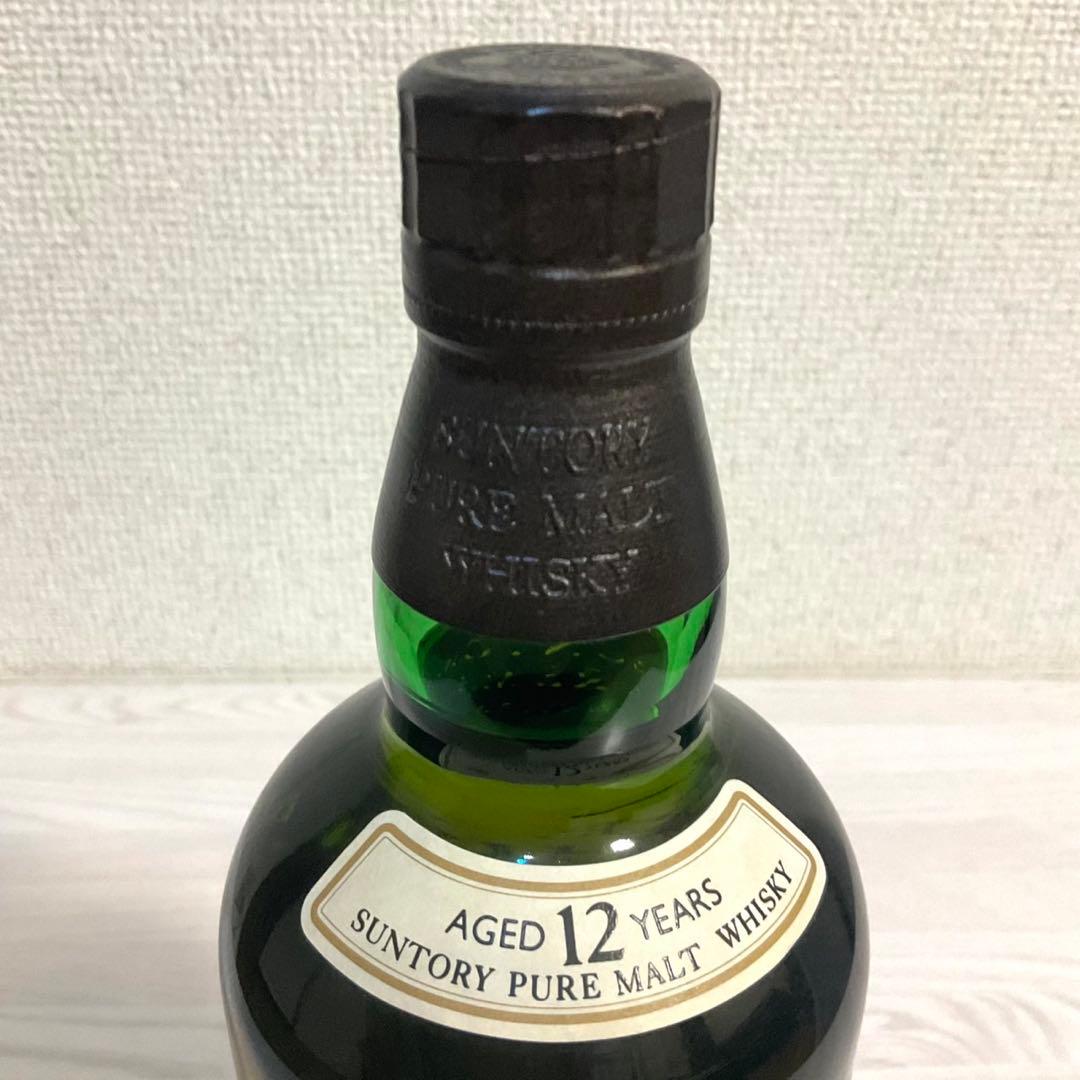 SUNTORY
PURE MALT
WHISKY
AGED 12 YEARS
SUNTORY PURE MALT WHISKY